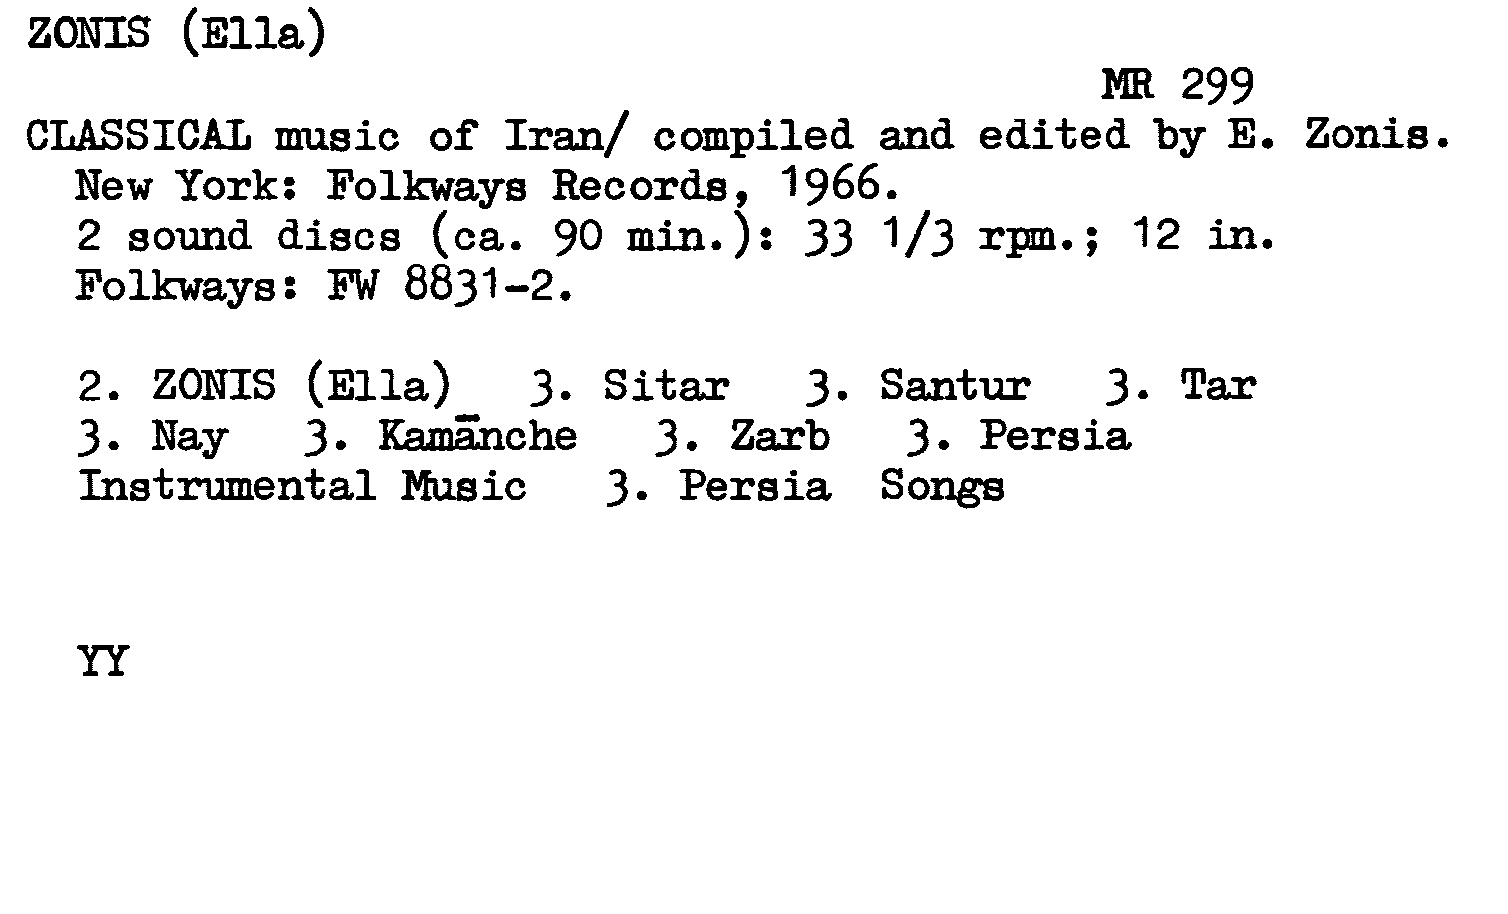 ZONIS (Ella)
MR 299
CLASSICAL music of Iran/ compiled and edited by E. Zonis.
New York: Folkways Records, 1966.
2 sound discs (ca. 90 min.): 33 1/3 rpm.; 12 in.
Folkways: FW 8831-2.
2. ZONIS (Ella)   3. Sitar   3. Santur   3. Tar
3. Nay   3. Kamānche   3. Zarb   3. Persia
Instrumental Music   3. Persia  Songs
YY